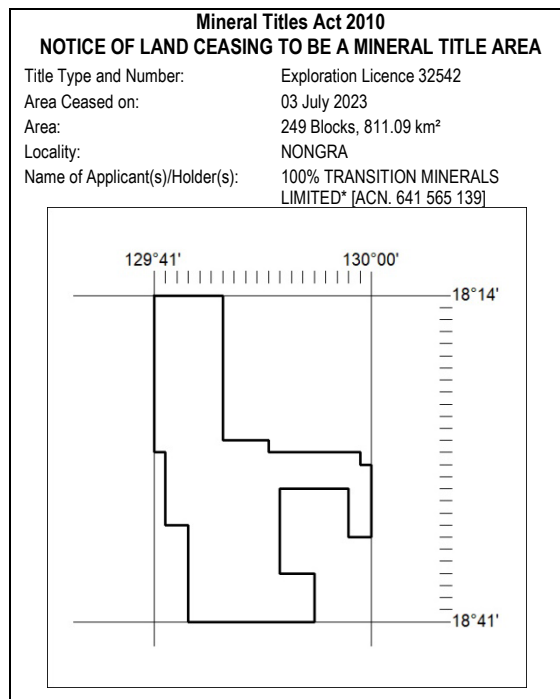 Mineral Titles Act 2010
NOTICE OF LAND CEASING TO BE A MINERAL TITLE AREA
Title Type and Number: Exploration Licence 32542
Area Ceased on: 03 July 2023
Area: 249 Blocks, 811.09 km²
Locality: NONGRA
Name of Applicant(s)/Holder(s): 100% TRANSITION MINERALS
LIMITED* [ACN. 641 565 139]
129°41' 130°00'
18°14'
18°41'